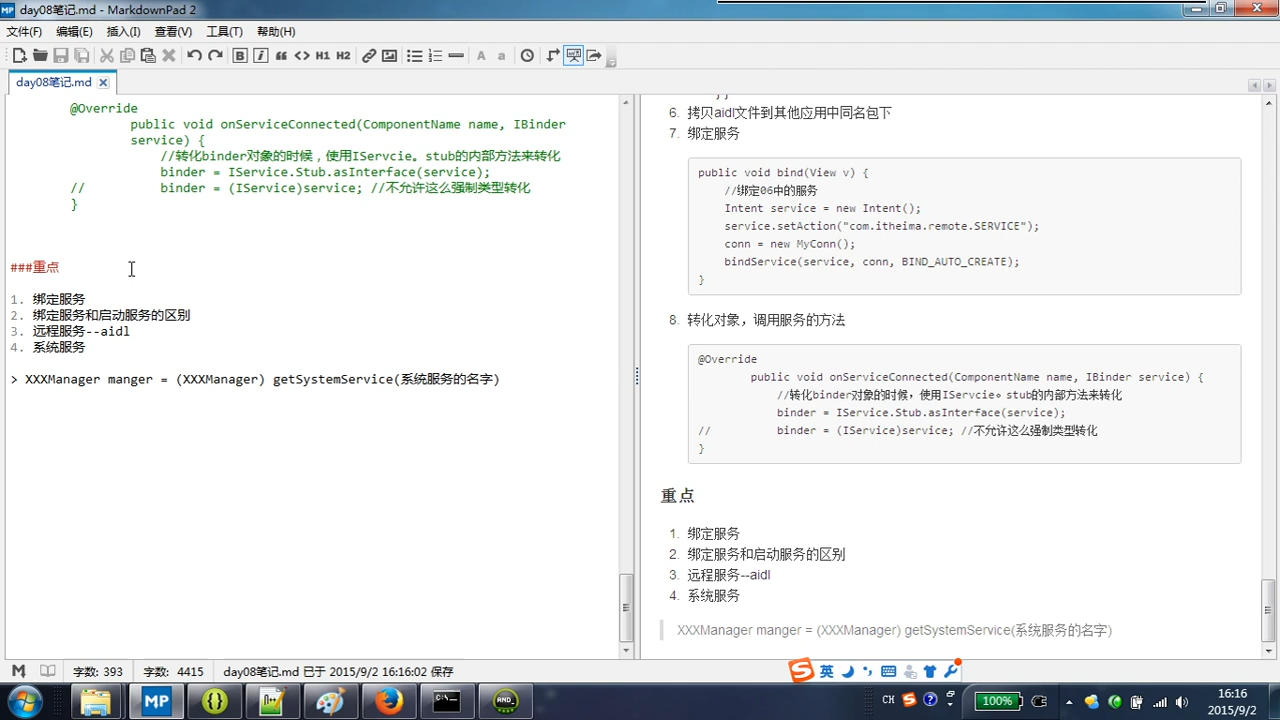 day08笔记.md - MarkdownPad 2
文件(F) 编辑(E) 插入(I) 查看(V) 工具(T) 帮助(H)
B i “ <> H1 H2 A a
day08笔记.md
@Override
public void onServiceConnected(ComponentName name, IBinder
service) {
//转化binder对象的时候，使用IServcie。stub的内部方法来转化
binder = IService.Stub.asInterface(service);
// binder = (IService)service; //不允许这么强制类型转化
}
###重点
1. 绑定服务
2. 绑定服务和启动服务的区别
3. 远程服务--aidl
4. 系统服务
> XXXManager manger = (XXXManager) getSystemService(系统服务的名字)
6. 拷贝aidl文件到其他应用中同名包下
7. 绑定服务
public void bind(View v) {
//绑定06中的服务
Intent service = new Intent();
service.setAction("com.itheima.remote.SERVICE");
conn = new MyConn();
bindService(service, conn, BIND_AUTO_CREATE);
}
8. 转化对象，调用服务的方法
@Override
public void onServiceConnected(ComponentName name, IBinder service) {
//转化binder对象的时候，使用IServcie。stub的内部方法来转化
binder = IService.Stub.asInterface(service);
// binder = (IService)service; //不允许这么强制类型转化
}
重点
1. 绑定服务
2. 绑定服务和启动服务的区别
3. 远程服务--aidl
4. 系统服务
XXXManager manger = (XXXManager) getSystemService(系统服务的名字)
字数: 393 字数: 4415 day08笔记.md 已于 2015/9/2 16:16:02 保存
英
MP
CH
100%
16:16
2015/9/2